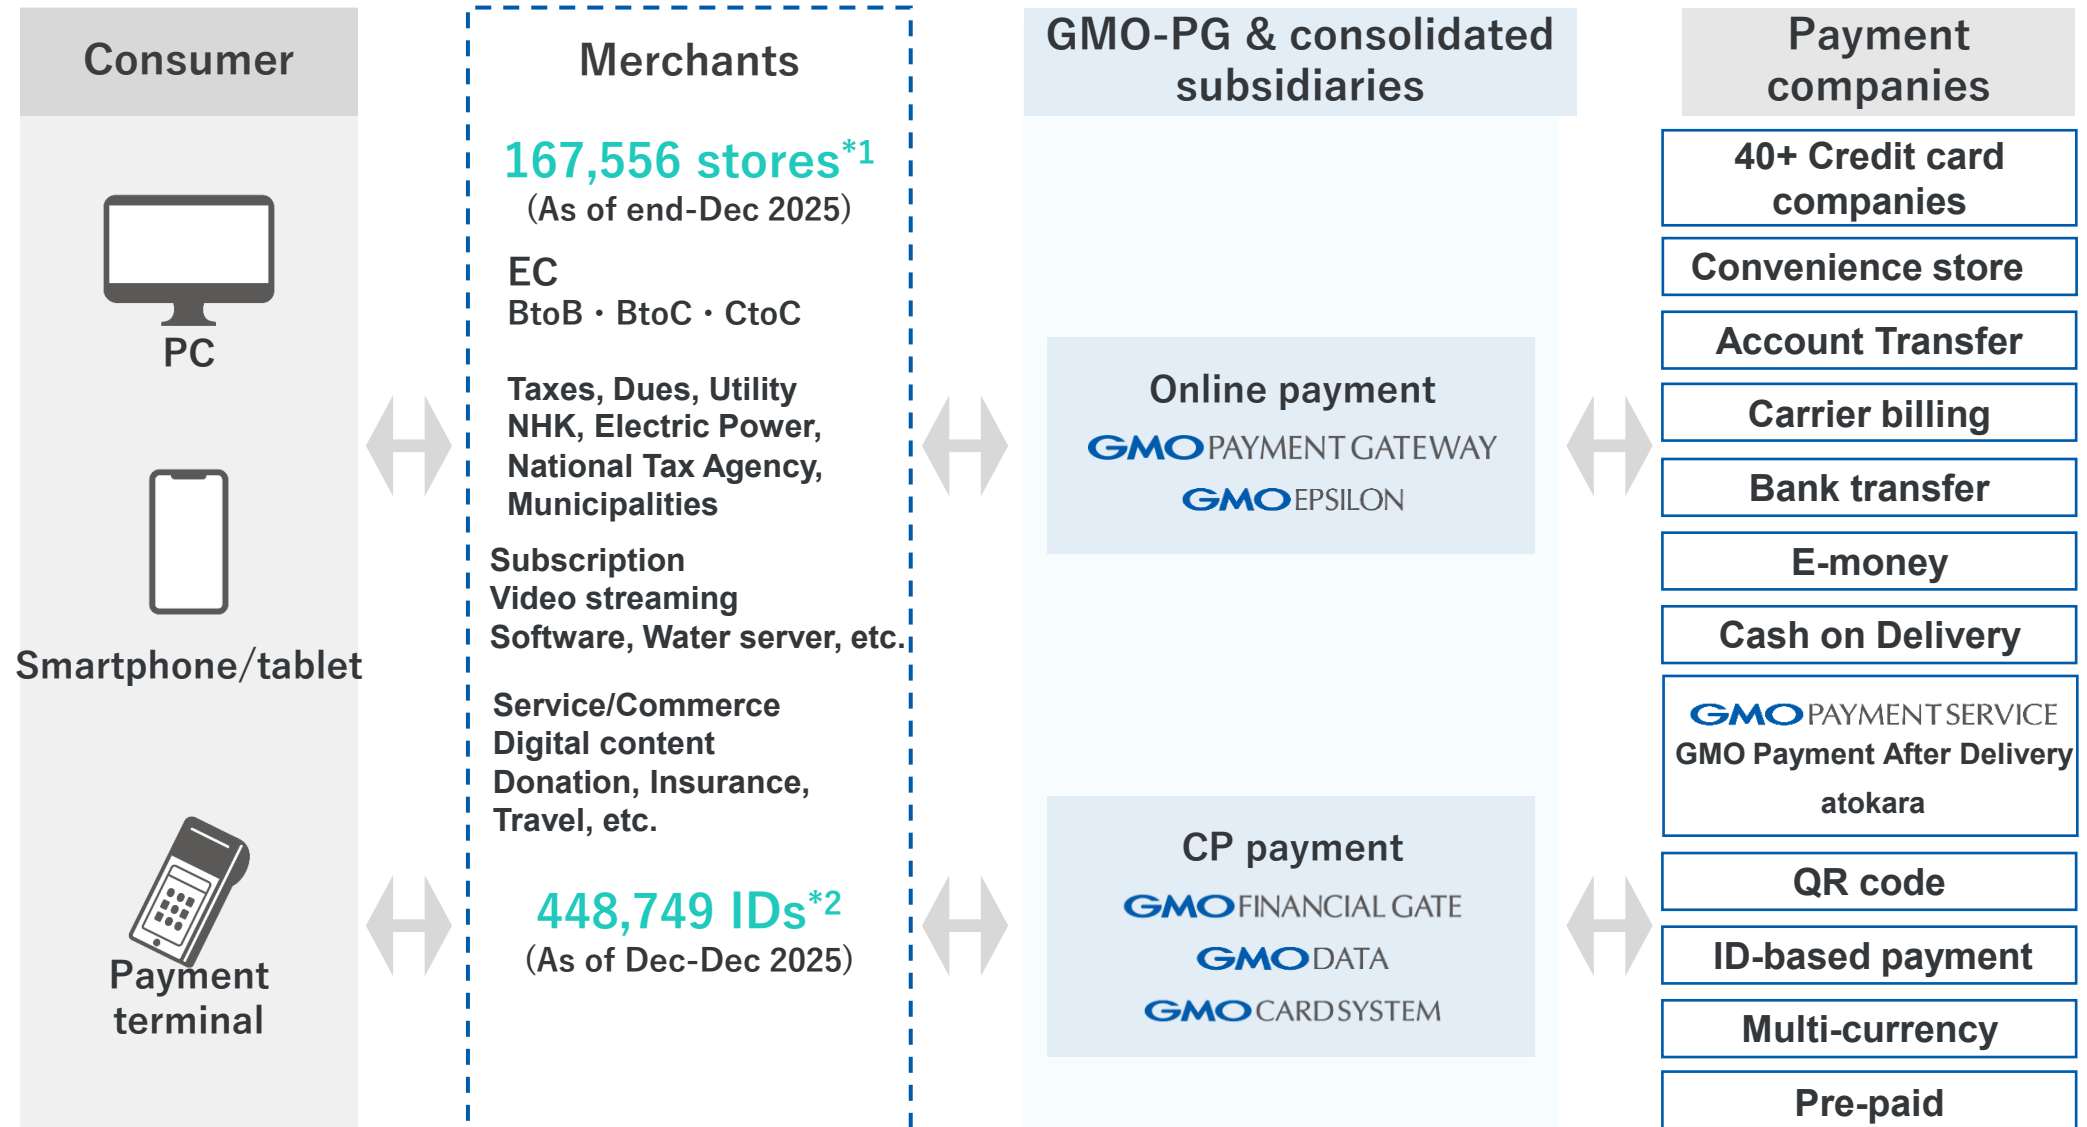 Consumer
PC
Smartphone/tablet
Payment
terminal
Merchants
167,556 stores*1
(As of end-Dec 2025)
EC
BtoB・BtoC・CtoC
Taxes, Dues, Utility
NHK, Electric Power,
National Tax Agency,
Municipalities
Subscription
Video streaming
Software, Water server, etc.
Service/Commerce
Digital content
Donation, Insurance,
Travel, etc.
448,749 IDs*2
(As of Dec-Dec 2025)
GMO-PG & consolidated
subsidiaries
Online payment
GMO PAYMENT GATEWAY
GMO EPSILON
CP payment
GMO FINANCIAL GATE
GMO DATA
GMO CARD SYSTEM
Payment
companies
40+ Credit card
companies
Convenience store
Account Transfer
Carrier billing
Bank transfer
E-money
Cash on Delivery
GMO PAYMENT SERVICE
GMO Payment After Delivery
atokara
QR code
ID-based payment
Multi-currency
Pre-paid